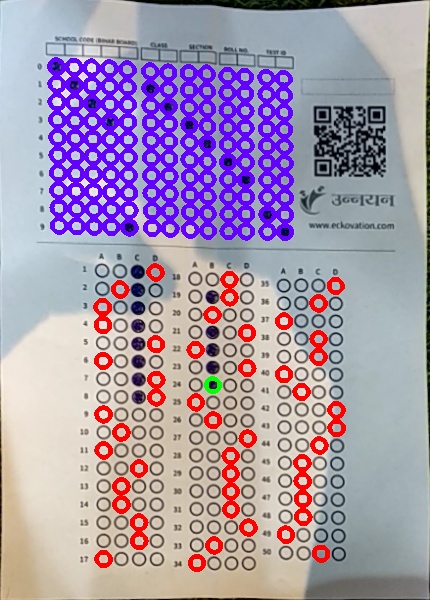 SCHOOL CODE (BIHAR BOARD) CLASS SECTION ROLL NO. TEST ID
0
1
2
3
4
5
6
7
8
9
उन्नयन
www.eckovation.com
A B C D A B C D A B C D
1 18 35
2 19 36
3 20 37
4 21 38
5 22 39
6 23 40
7 24 41
8 25 42
9 26 43
10 27 44
11 28 45
12 29 46
13 30 47
14 31 48
15 32 49
16 33 50
17 34